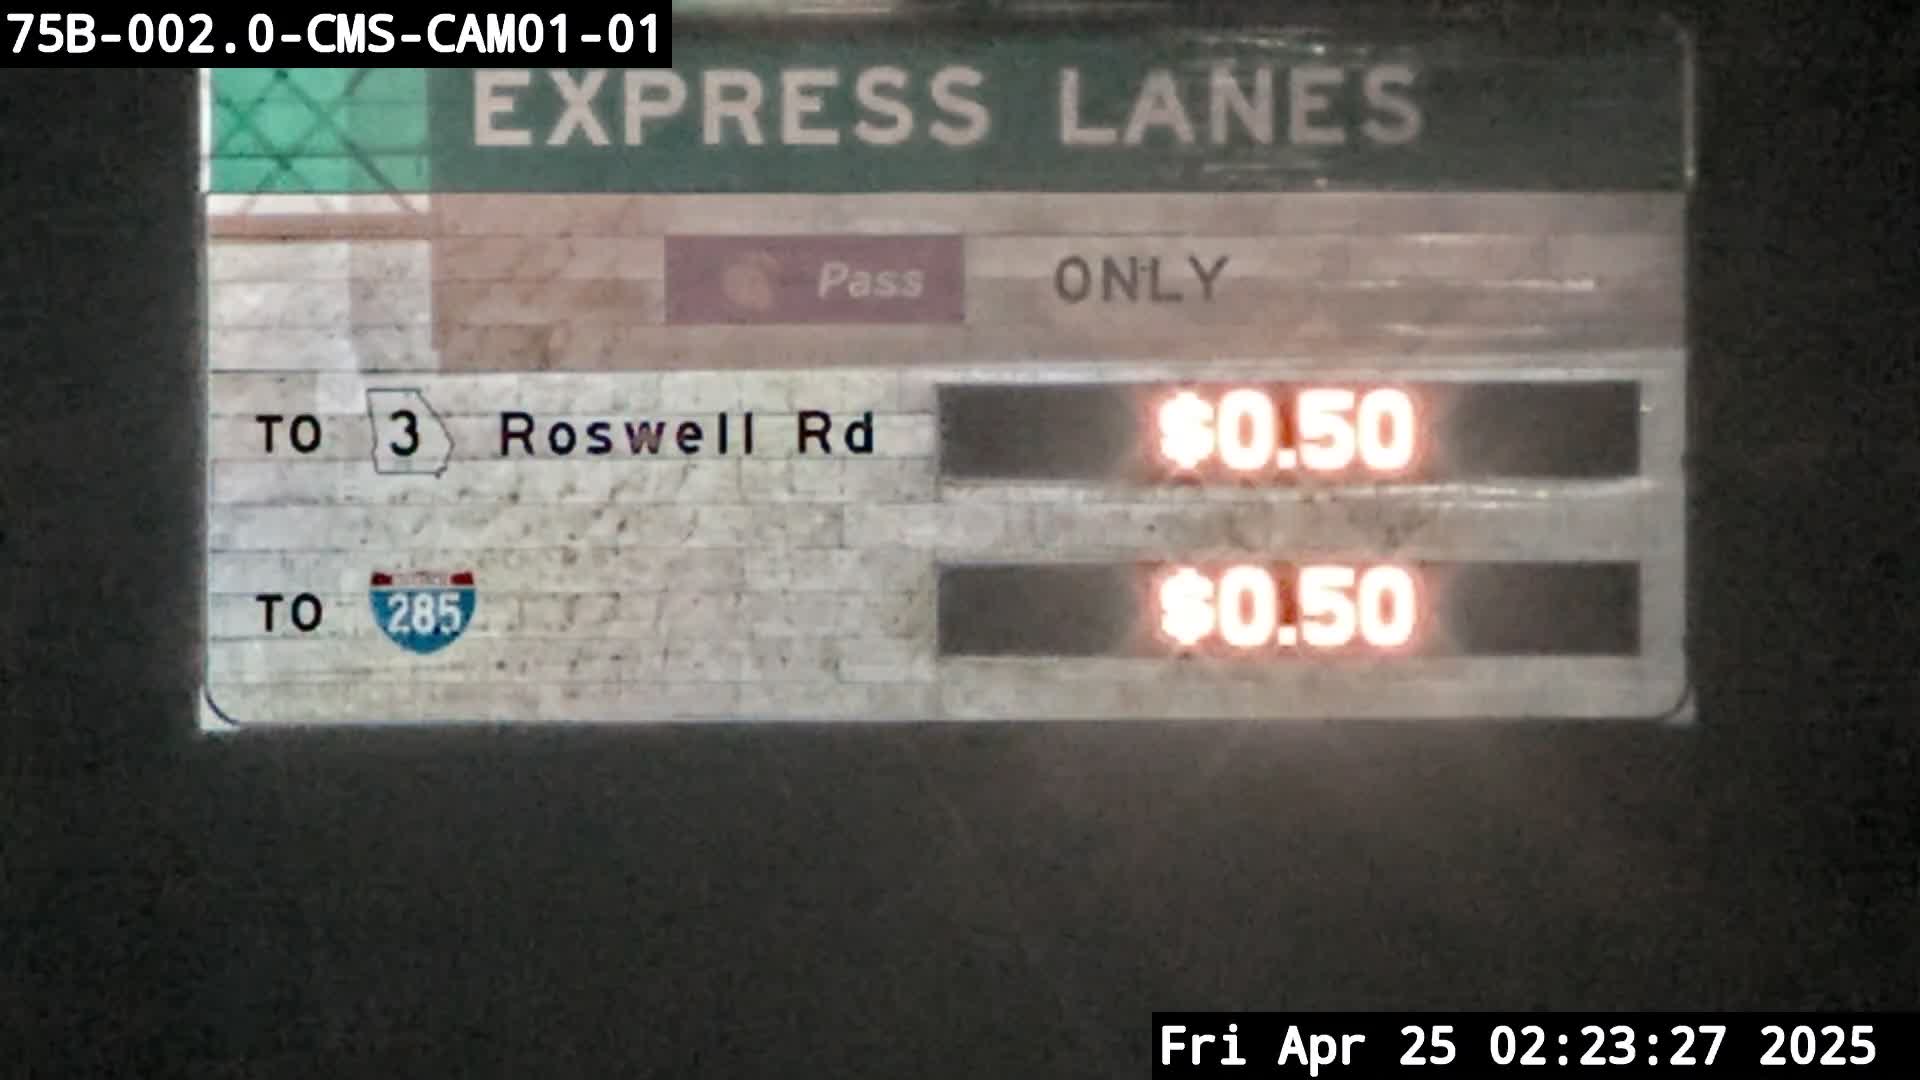 75B-002.0-CMS-CAM01-01
EXPRESS LANES
Pass ONLY
TO 3 Roswell Rd $0.50
TO 285 $0.50
Fri Apr 25 02:23:27 2025